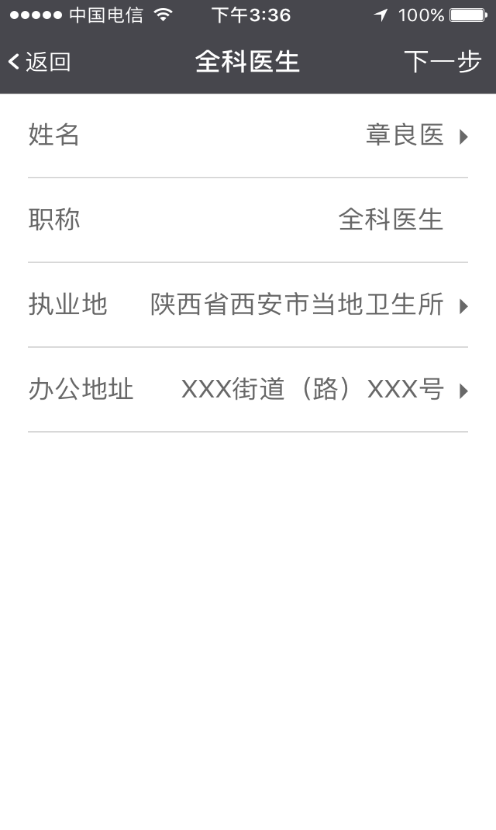 中国电信 下午3:36 100%
返回 全科医生 下一步
姓名 章良医
职称 全科医生
执业地 陕西省西安市当地卫生所
办公地址 XXX街道（路）XXX号